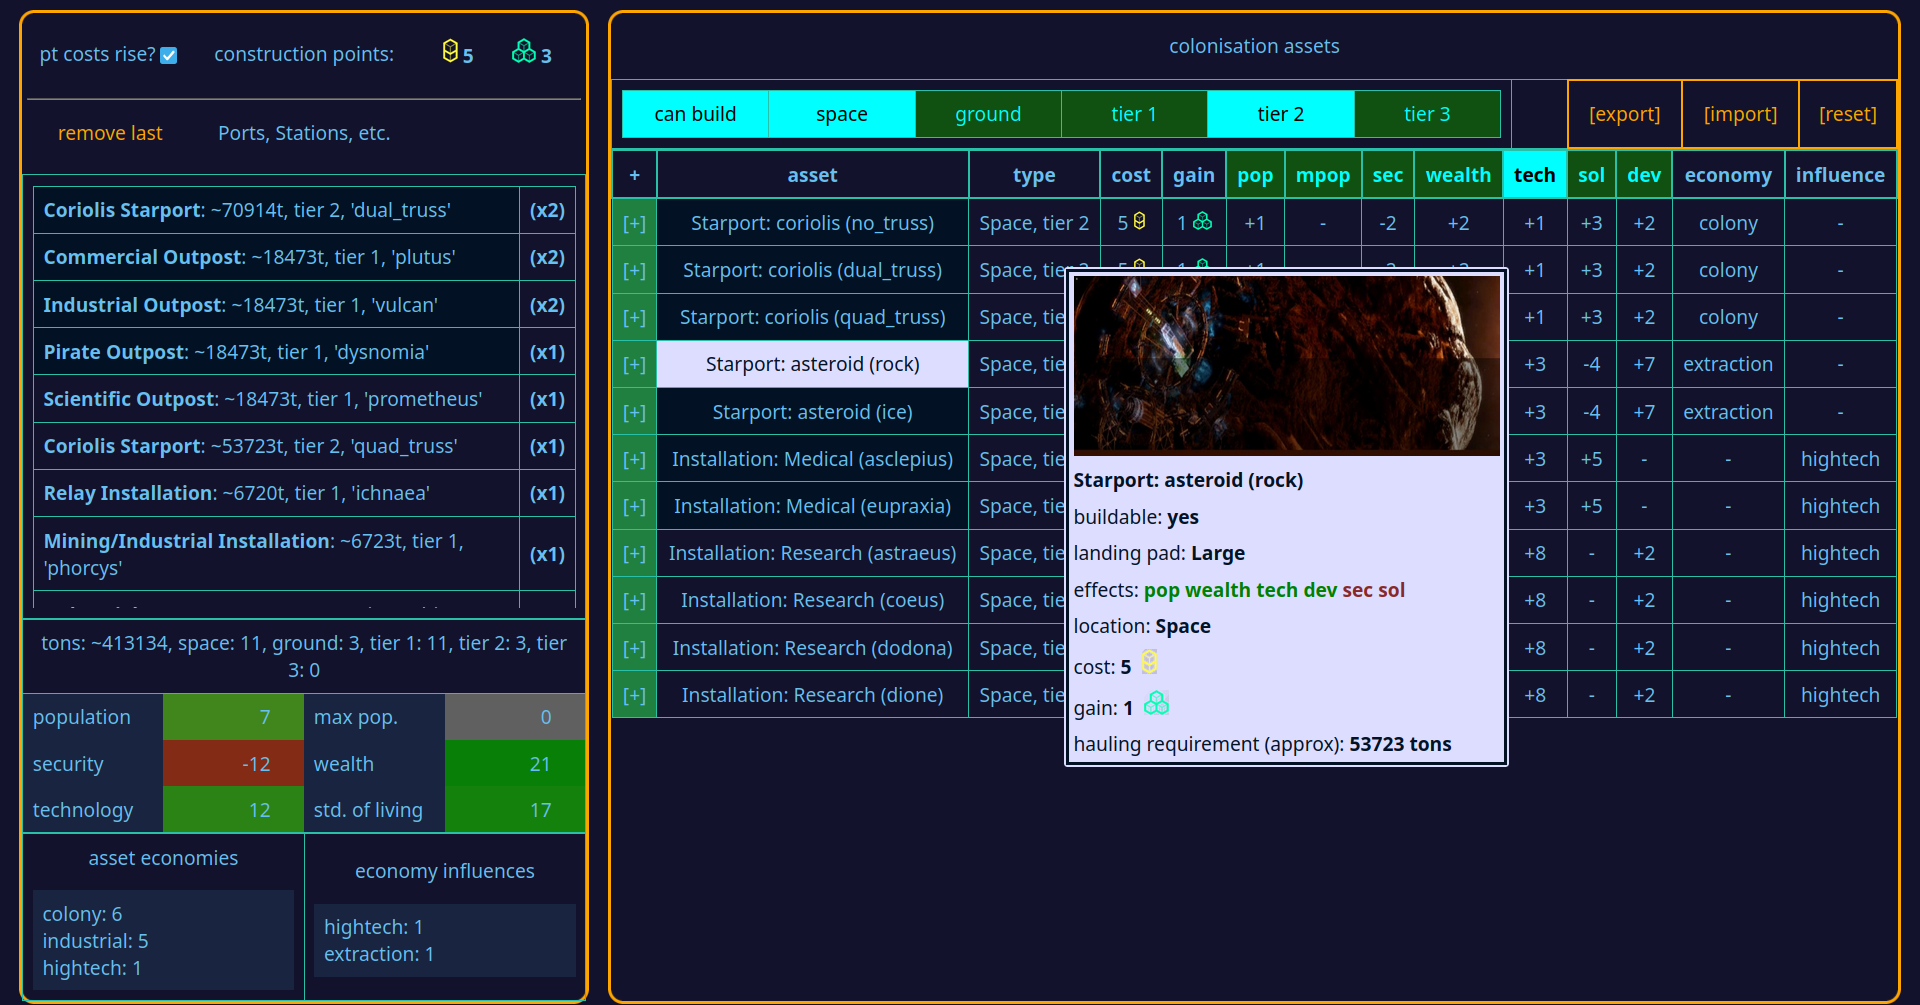 pt costs rise? construction points: 5 3
remove last Ports, Stations, etc.
Coriolis Starport: ~70914t, tier 2, 'dual_truss' (x2)
Commercial Outpost: ~18473t, tier 1, 'plutus' (x2)
Industrial Outpost: ~18473t, tier 1, 'vulcan' (x2)
Pirate Outpost: ~18473t, tier 1, 'dysnomia' (x1)
Scientific Outpost: ~18473t, tier 1, 'prometheus' (x1)
Coriolis Starport: ~53723t, tier 2, 'quad_truss' (x1)
Relay Installation: ~6720t, tier 1, 'ichnaea' (x1)
Mining/Industrial Installation: ~6723t, tier 1,
'phorcys' (x1)
tons: ~413134, space: 11, ground: 3, tier 1: 11, tier 2: 3, tier
3: 0
population 7 max pop. 0
security -12 wealth 21
technology 12 std. of living 17
asset economies
colony: 6
industrial: 5
hightech: 1
economy influences
hightech: 1
extraction: 1
colonisation assets
can build space ground tier 1 tier 2 tier 3 [export] [import] [reset]
+ asset type cost gain pop mpop sec wealth tech sol dev economy influence
[+] Starport: coriolis (no_truss) Space, tier 2 5 1 +1 - -2 +2 +1 +3 +2 colony -
[+] Starport: coriolis (dual_truss) Space, tier +1 +3 +2 colony -
[+] Starport: coriolis (quad_truss) Space, tie +1 +3 +2 colony -
[+] Starport: asteroid (rock) Space, tie +3 -4 +7 extraction -
[+] Starport: asteroid (ice) Space, tie +3 -4 +7 extraction -
[+] Installation: Medical (asclepius) Space, tie +3 +5 - - hightech
[+] Installation: Medical (eupraxia) Space, tie +3 +5 - - hightech
[+] Installation: Research (astraeus) Space, tie +8 - +2 - hightech
[+] Installation: Research (coeus) Space, tie +8 - +2 - hightech
[+] Installation: Research (dodona) Space, tie +8 - +2 - hightech
[+] Installation: Research (dione) Space, tie +8 - +2 - hightech
Starport: asteroid (rock)
buildable: yes
landing pad: Large
effects: pop wealth tech dev sec sol
location: Space
cost: 5
gain: 1
hauling requirement (approx): 53723 tons